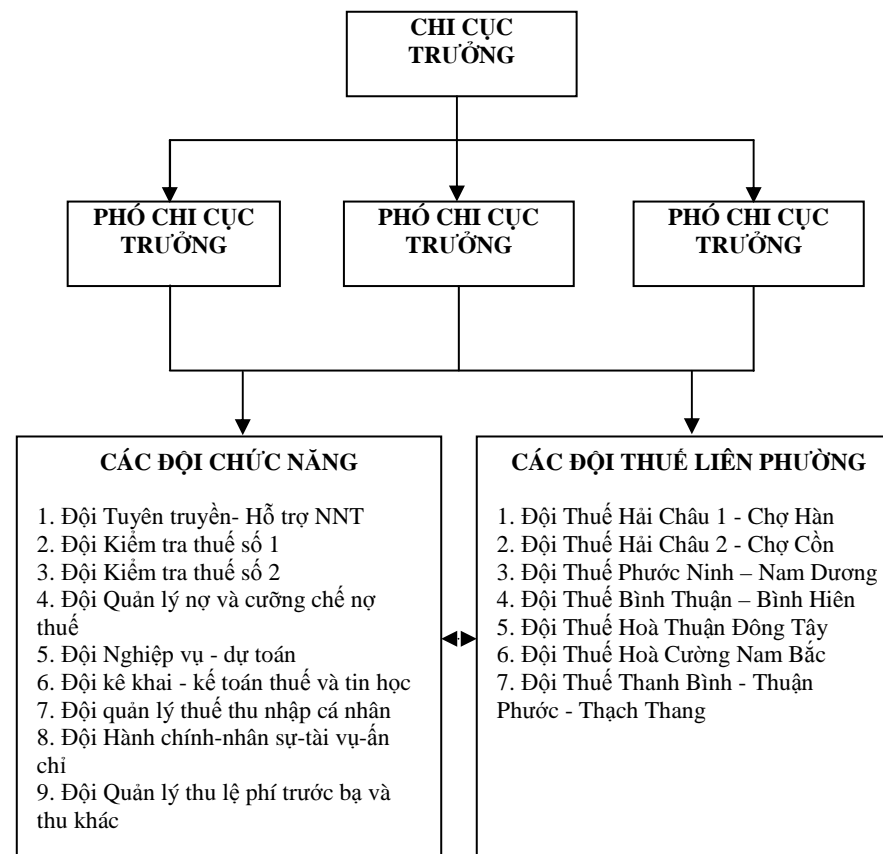 CHI CỤC
TRƯỞNG
PHÓ CHI CỤC
TRƯỞNG
PHÓ CHI CỤC
TRƯỞNG
PHÓ CHI CỤC
TRƯỞNG
CÁC ĐỘI CHỨC NĂNG
1. Đội Tuyên truyền- Hỗ trợ NNT
2. Đội Kiểm tra thuế số 1
3. Đội Kiểm tra thuế số 2
4. Đội Quản lý nợ và cưỡng chế nợ
thuế
5. Đội Nghiệp vụ - dự toán
6. Đội kê khai - kế toán thuế và tin học
7. Đội quản lý thuế thu nhập cá nhân
8. Đội Hành chính-nhân sự-tài vụ-ấn
chỉ
9. Đội Quản lý thu lệ phí trước bạ và
thu khác
CÁC ĐỘI THUẾ LIÊN PHƯỜNG
1. Đội Thuế Hải Châu 1 - Chợ Hàn
2. Đội Thuế Hải Châu 2 - Chợ Cồn
3. Đội Thuế Phước Ninh – Nam Dương
4. Đội Thuế Bình Thuận – Bình Hiên
5. Đội Thuế Hoà Thuận Đông Tây
6. Đội Thuế Hoà Cường Nam Bắc
7. Đội Thuế Thanh Bình - Thuận
Phước - Thạch Thang